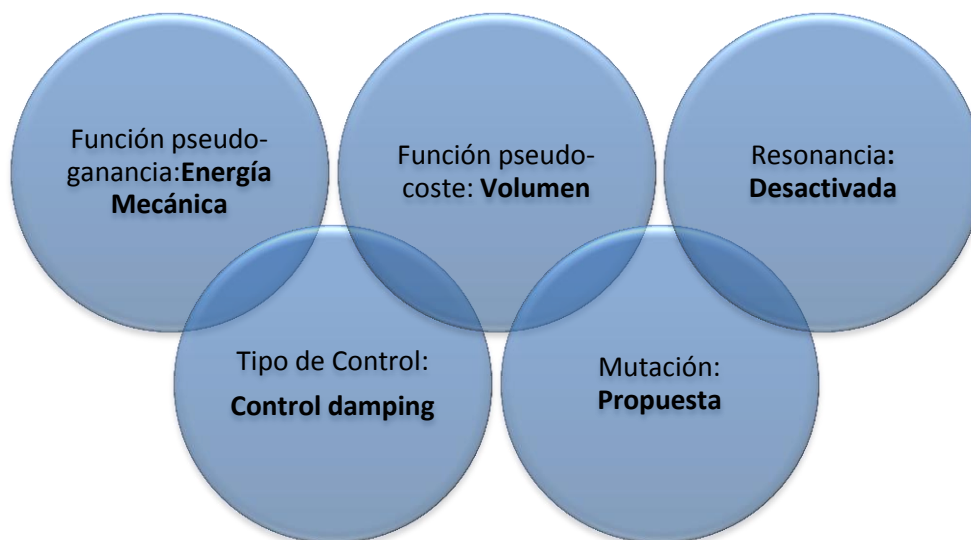 Función pseudo-
ganancia:Energía
Mecánica
Función pseudo-
coste: Volumen
Resonancia:
Desactivada
Tipo de Control:
Control damping
Mutación:
Propuesta